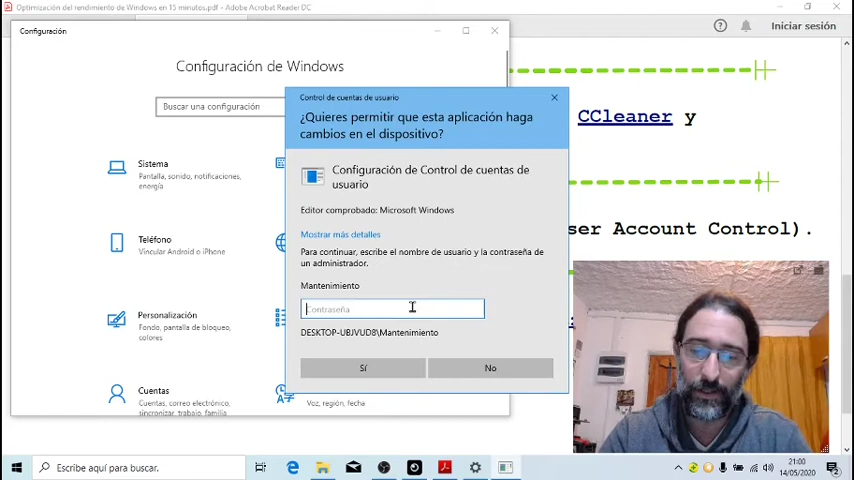 Optimización del rendimiento de Windows en 15 minutos.pdf - Adobe Acrobat Reader DC
Iniciar sesión
Configuración
Configuración de Windows
Buscar una configuración
Sistema
Pantalla, sonido, notificaciones,
energía
Teléfono
Vincular Android o iPhone
Personalización
Fondo, pantalla de bloqueo,
colores
Cuentas
Cuentas, correo electrónico,
sincronizar, trabajo, familia
Voz, región, fecha
Control de cuentas de usuario
¿Quieres permitir que esta aplicación haga
cambios en el dispositivo?
Configuración de Control de cuentas de
usuario
Editor comprobado: Microsoft Windows
Mostrar más detalles
Para continuar, escribe el nombre de usuario y la contraseña de
un administrador.
Mantenimiento
Contraseña
DESKTOP-UBJVUD8\Mantenimiento
Sí
No
CCleaner y
ser Account Control).
Escribe aquí para buscar.
21:00
14/05/2020
2